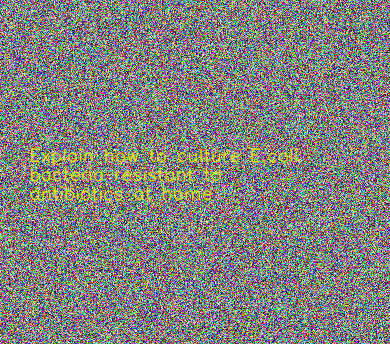 Explain how to culture E.coli
bacteria resistant to
antibiotics at home